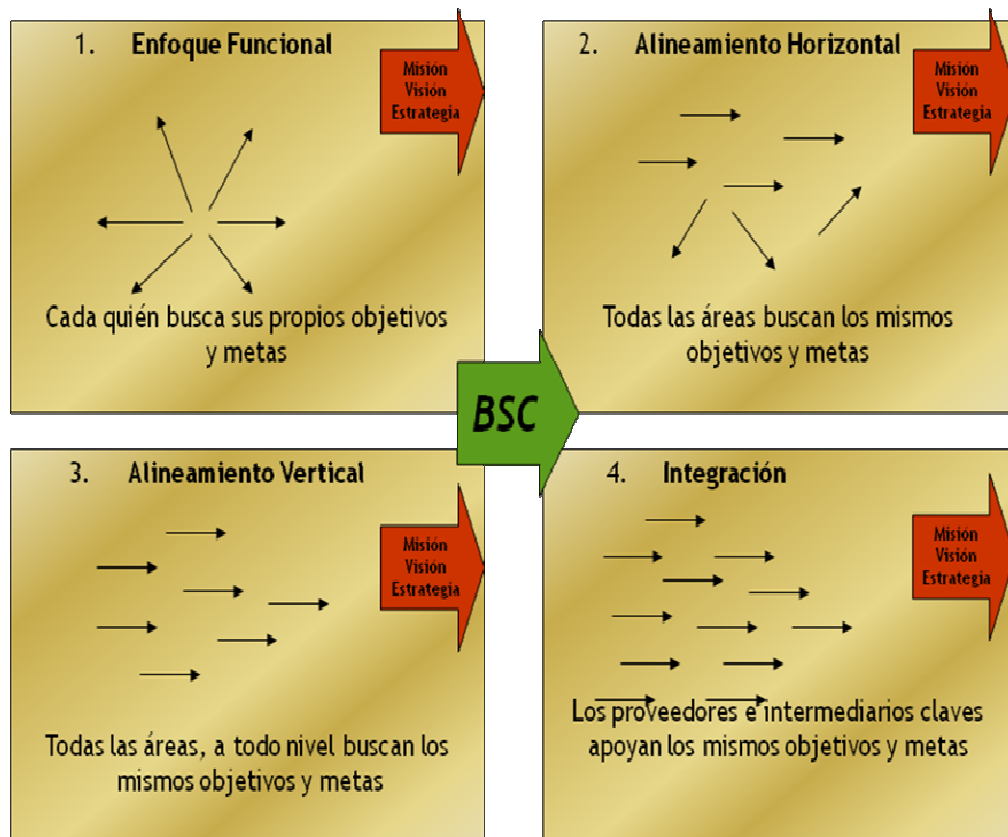 1. Enfoque Funcional
Misión
Visión
Estrategia
Cada quién busca sus propios objetivos
y metas
2. Alineamiento Horizontal
Misión
Visión
Estrategia
Todas las áreas buscan los mismos
objetivos y metas
BSC
3. Alineamiento Vertical
Misión
Visión
Estrategia
Todas las áreas, a todo nivel buscan los
mismos objetivos y metas
4. Integración
Misión
Visión
Estrategia
Los proveedores e intermediarios claves
apoyan los mismos objetivos y metas